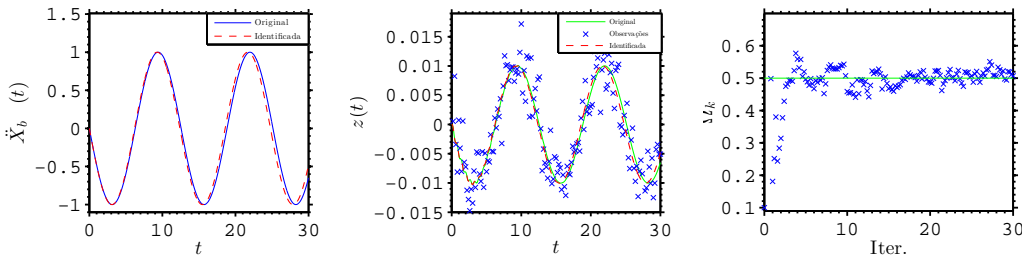 Original
Identificada
1.5
1
0.5
0
−0.5
−1
0 10 20 30
t
Ẍ_b (t)
Original
Observações
Identificada
0.015
0.010
0.005
0
−0.005
−0.010
−0.015
0 10 20 30
t
z(t)
0.6
0.5
0.4
0.3
0.2
0.1
0 10 20 30
Iter.